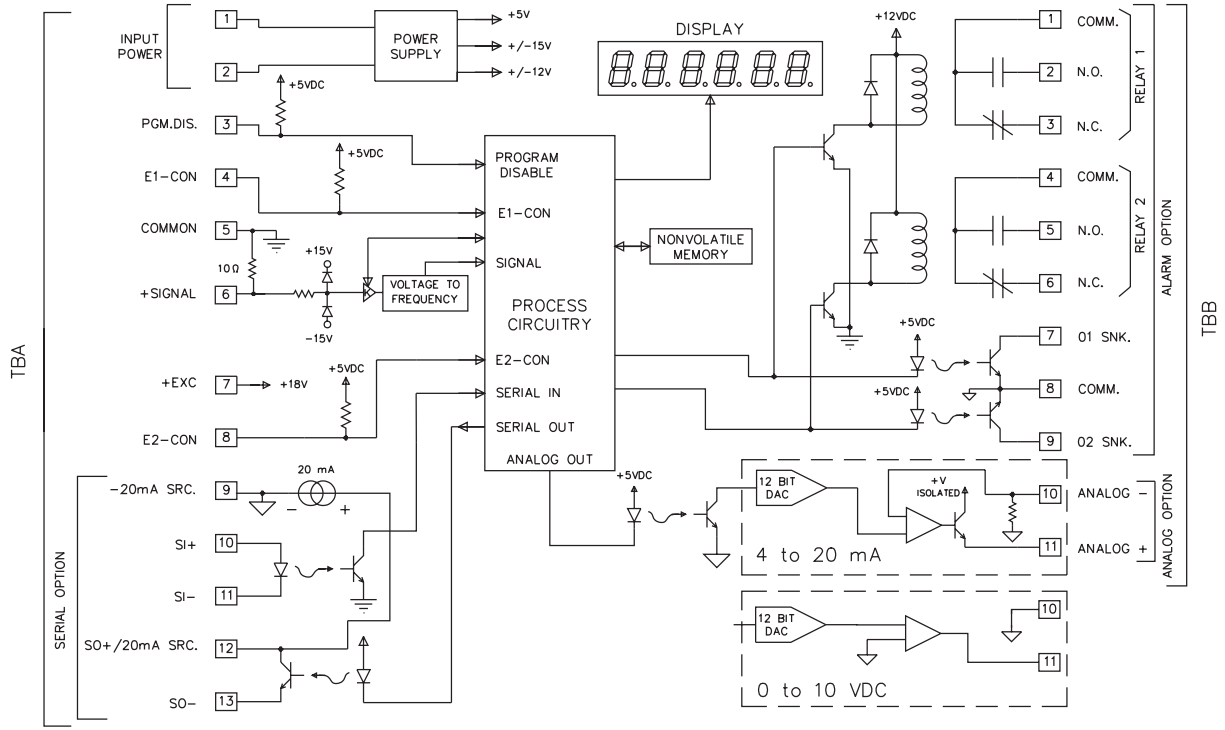 TBA
INPUT
POWER
1
2
POWER
SUPPLY
+5V
+/-15V
+/-12V
PGM.DIS.
3
+5VDC
E1-CON
4
+5VDC
COMMON
5
10Ω
+SIGNAL
6
+15V
-15V
VOLTAGE TO
FREQUENCY
+EXC
7
+18V
+5VDC
E2-CON
8
SERIAL OPTION
-20mA SRC.
9
20 mA
- +
SI+
10
SI-
11
SO+/20mA SRC.
12
SO-
13
PROGRAM
DISABLE
E1-CON
SIGNAL
PROCESS
CIRCUITRY
E2-CON
SERIAL IN
SERIAL OUT
ANALOG OUT
DISPLAY
8.8.8.8.8.8.
NONVOLATILE
MEMORY
+12VDC
1
COMM.
2
N.O.
3
N.C.
RELAY 1
4
COMM.
5
N.O.
6
N.C.
RELAY 2
ALARM OPTION
TBB
+5VDC
7
O1 SNK.
8
COMM.
+5VDC
9
O2 SNK.
+5VDC
12 BIT
DAC
+V
ISOLATED
10
ANALOG -
11
ANALOG +
ANALOG OPTION
4 to 20 mA
12 BIT
DAC
10
11
0 to 10 VDC